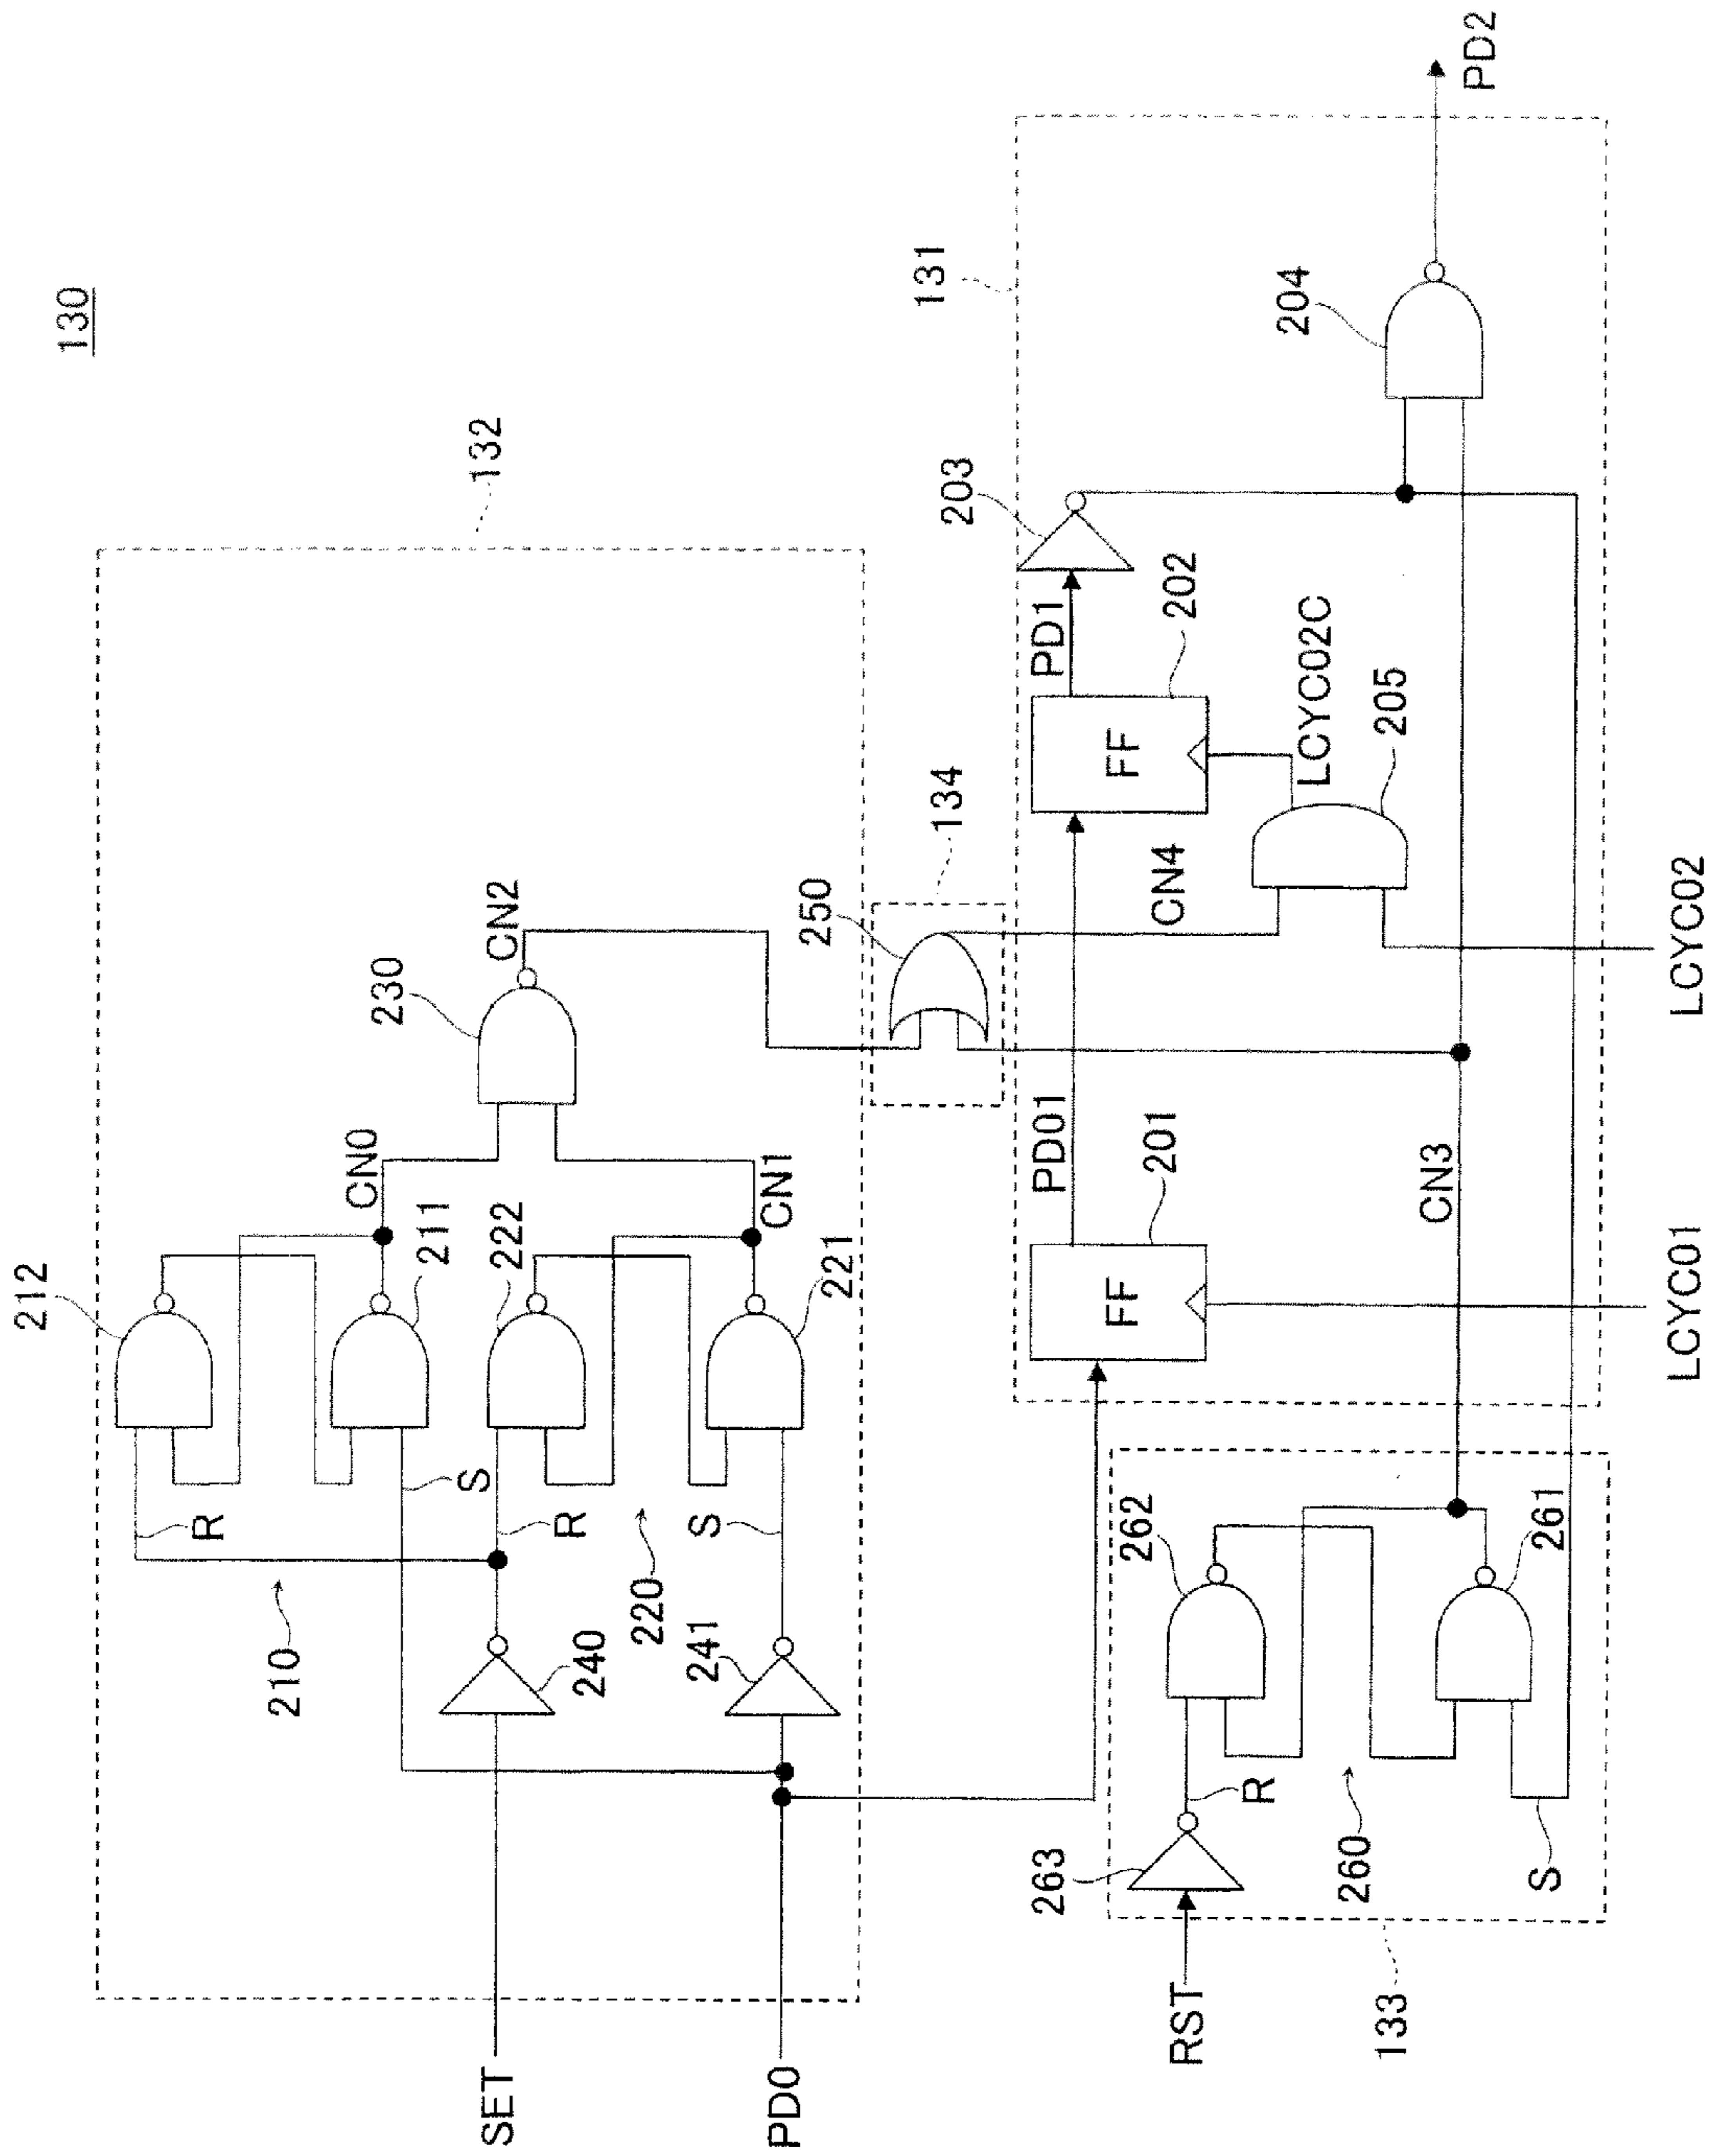 130
132
212
CN0
211
230
CN2
R
S
222
210
R
220
CN1
S
221
240
241
SET
PD0
134
250
131
203
PD1
202
FF
LCYC02C
205
204
PD2
CN4
PD01
201
FF
CN3
LCYC01
LCYC02
262
261
263
R
260
S
RST
133